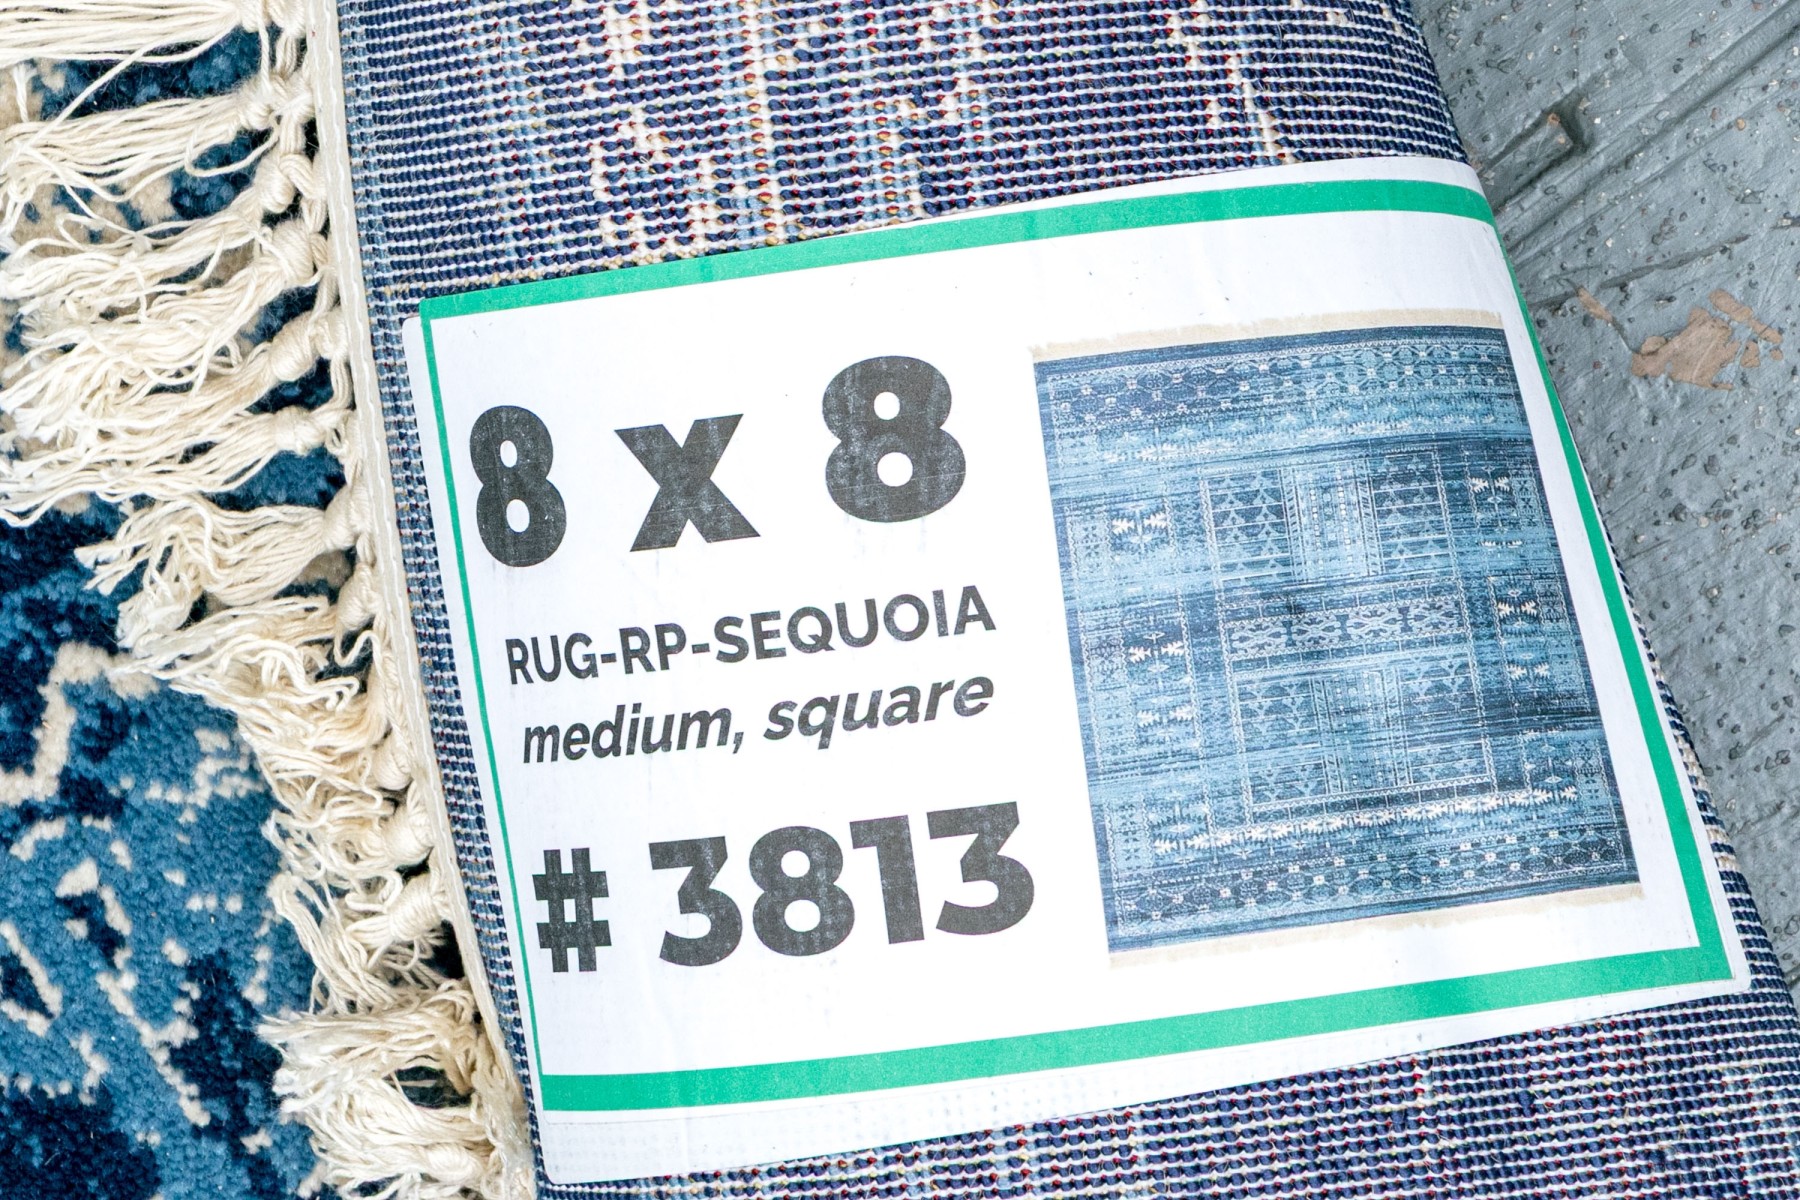 8 x 8
RUG-RP-SEQUOIA
medium, square
# 3813